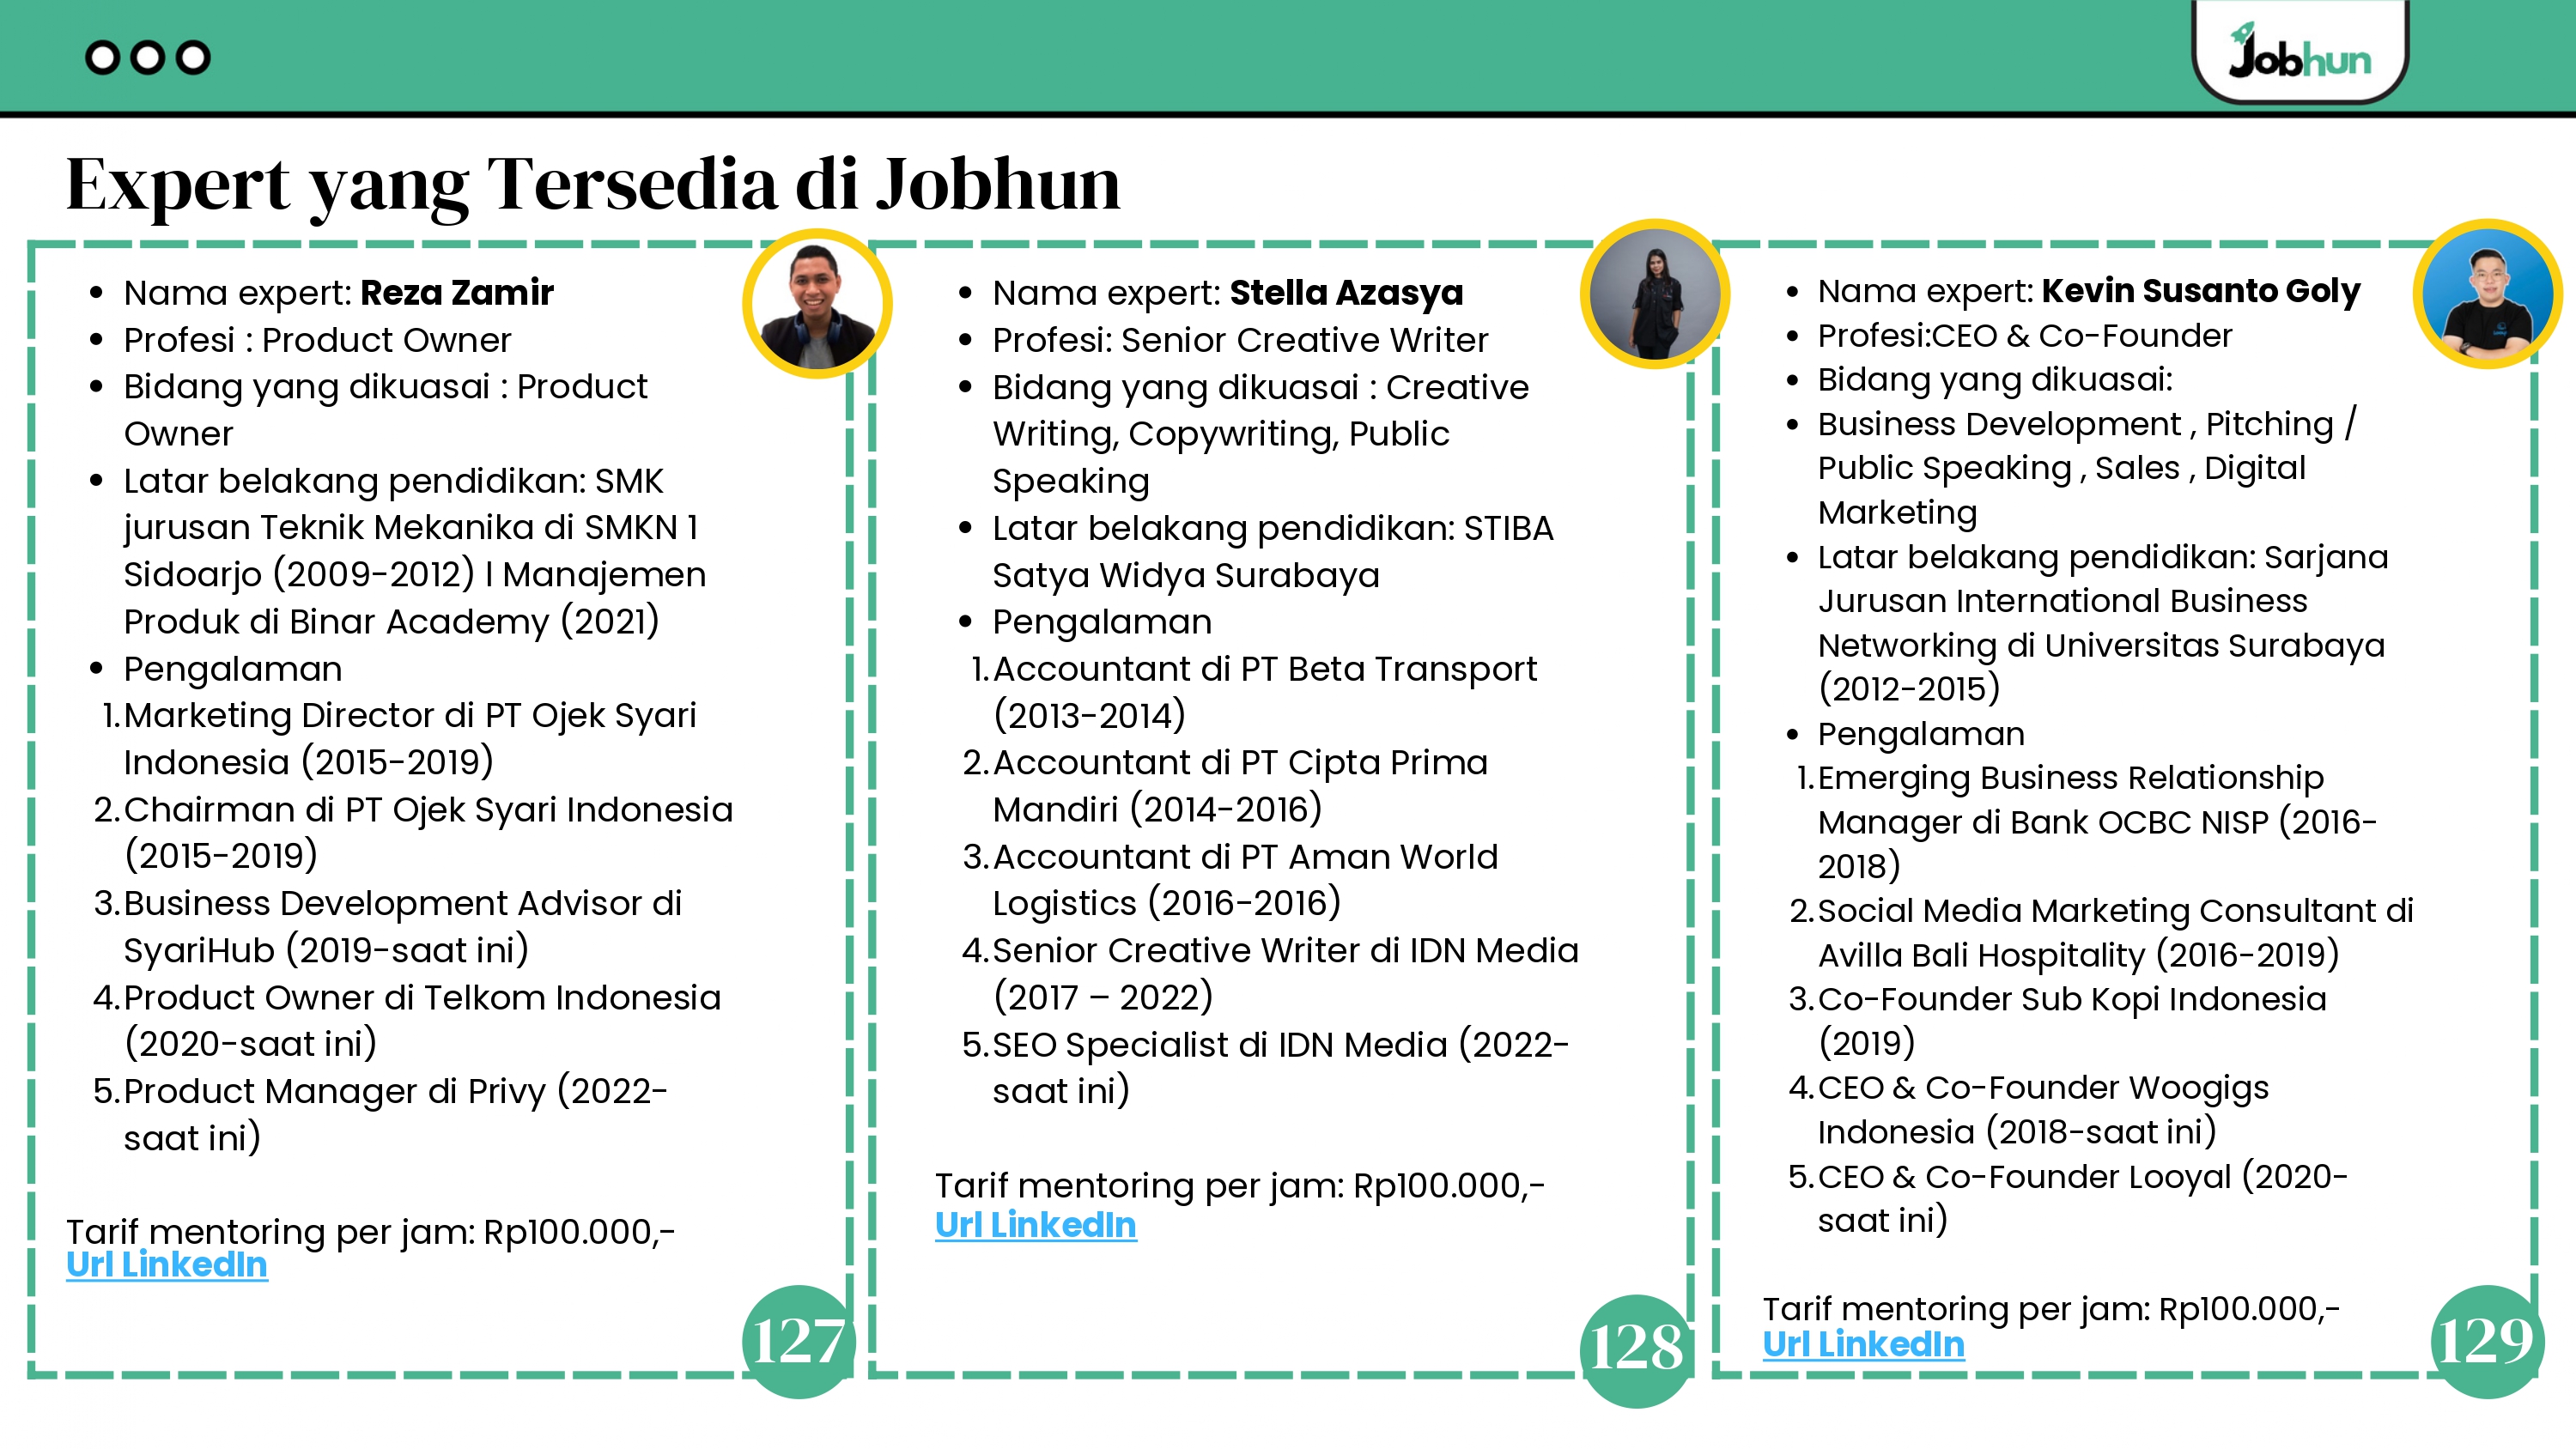 Jobhun
Expert yang Tersedia di Jobhun
• Nama expert: Reza Zamir
• Profesi : Product Owner
• Bidang yang dikuasai : Product
Owner
• Latar belakang pendidikan: SMK
jurusan Teknik Mekanika di SMKN 1
Sidoarjo (2009-2012) l Manajemen
Produk di Binar Academy (2021)
• Pengalaman
1. Marketing Director di PT Ojek Syari
Indonesia (2015-2019)
2. Chairman di PT Ojek Syari Indonesia
(2015-2019)
3. Business Development Advisor di
SyariHub (2019-saat ini)
4. Product Owner di Telkom Indonesia
(2020-saat ini)
5. Product Manager di Privy (2022-
saat ini)
Tarif mentoring per jam: Rp100.000,-
Url LinkedIn
127
• Nama expert: Stella Azasya
• Profesi: Senior Creative Writer
• Bidang yang dikuasai : Creative
Writing, Copywriting, Public
Speaking
• Latar belakang pendidikan: STIBA
Satya Widya Surabaya
• Pengalaman
1. Accountant di PT Beta Transport
(2013-2014)
2. Accountant di PT Cipta Prima
Mandiri (2014-2016)
3. Accountant di PT Aman World
Logistics (2016-2016)
4. Senior Creative Writer di IDN Media
(2017 – 2022)
5. SEO Specialist di IDN Media (2022-
saat ini)
Tarif mentoring per jam: Rp100.000,-
Url LinkedIn
128
• Nama expert: Kevin Susanto Goly
• Profesi:CEO & Co-Founder
• Bidang yang dikuasai:
• Business Development , Pitching /
Public Speaking , Sales , Digital
Marketing
• Latar belakang pendidikan: Sarjana
Jurusan International Business
Networking di Universitas Surabaya
(2012-2015)
• Pengalaman
1. Emerging Business Relationship
Manager di Bank OCBC NISP (2016-
2018)
2. Social Media Marketing Consultant di
Avilla Bali Hospitality (2016-2019)
3. Co-Founder Sub Kopi Indonesia
(2019)
4. CEO & Co-Founder Woogigs
Indonesia (2018-saat ini)
5. CEO & Co-Founder Looyal (2020-
saat ini)
Tarif mentoring per jam: Rp100.000,-
Url LinkedIn
129